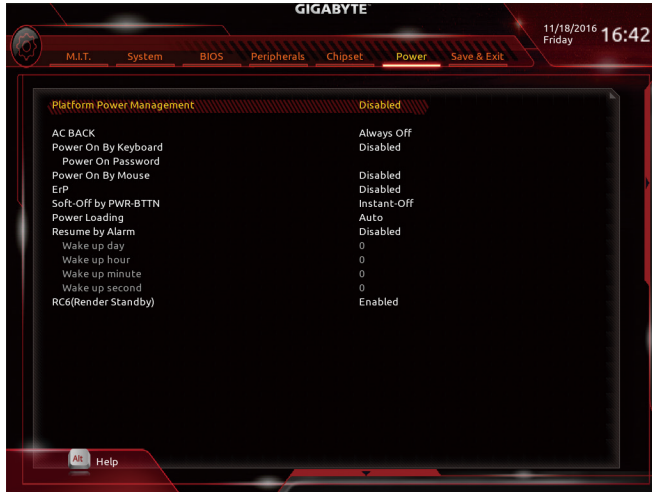 GIGABYTE™
11/18/2016 16:42
Friday
M.I.T. System BIOS Peripherals Chipset Power Save & Exit
Platform Power Management Disabled
AC BACK Always Off
Power On By Keyboard Disabled
Power On Password
Power On By Mouse Disabled
ErP Disabled
Soft-Off by PWR-BTTN Instant-Off
Power Loading Auto
Resume by Alarm Disabled
Wake up day 0
Wake up hour 0
Wake up minute 0
Wake up second 0
RC6(Render Standby) Enabled
Alt Help